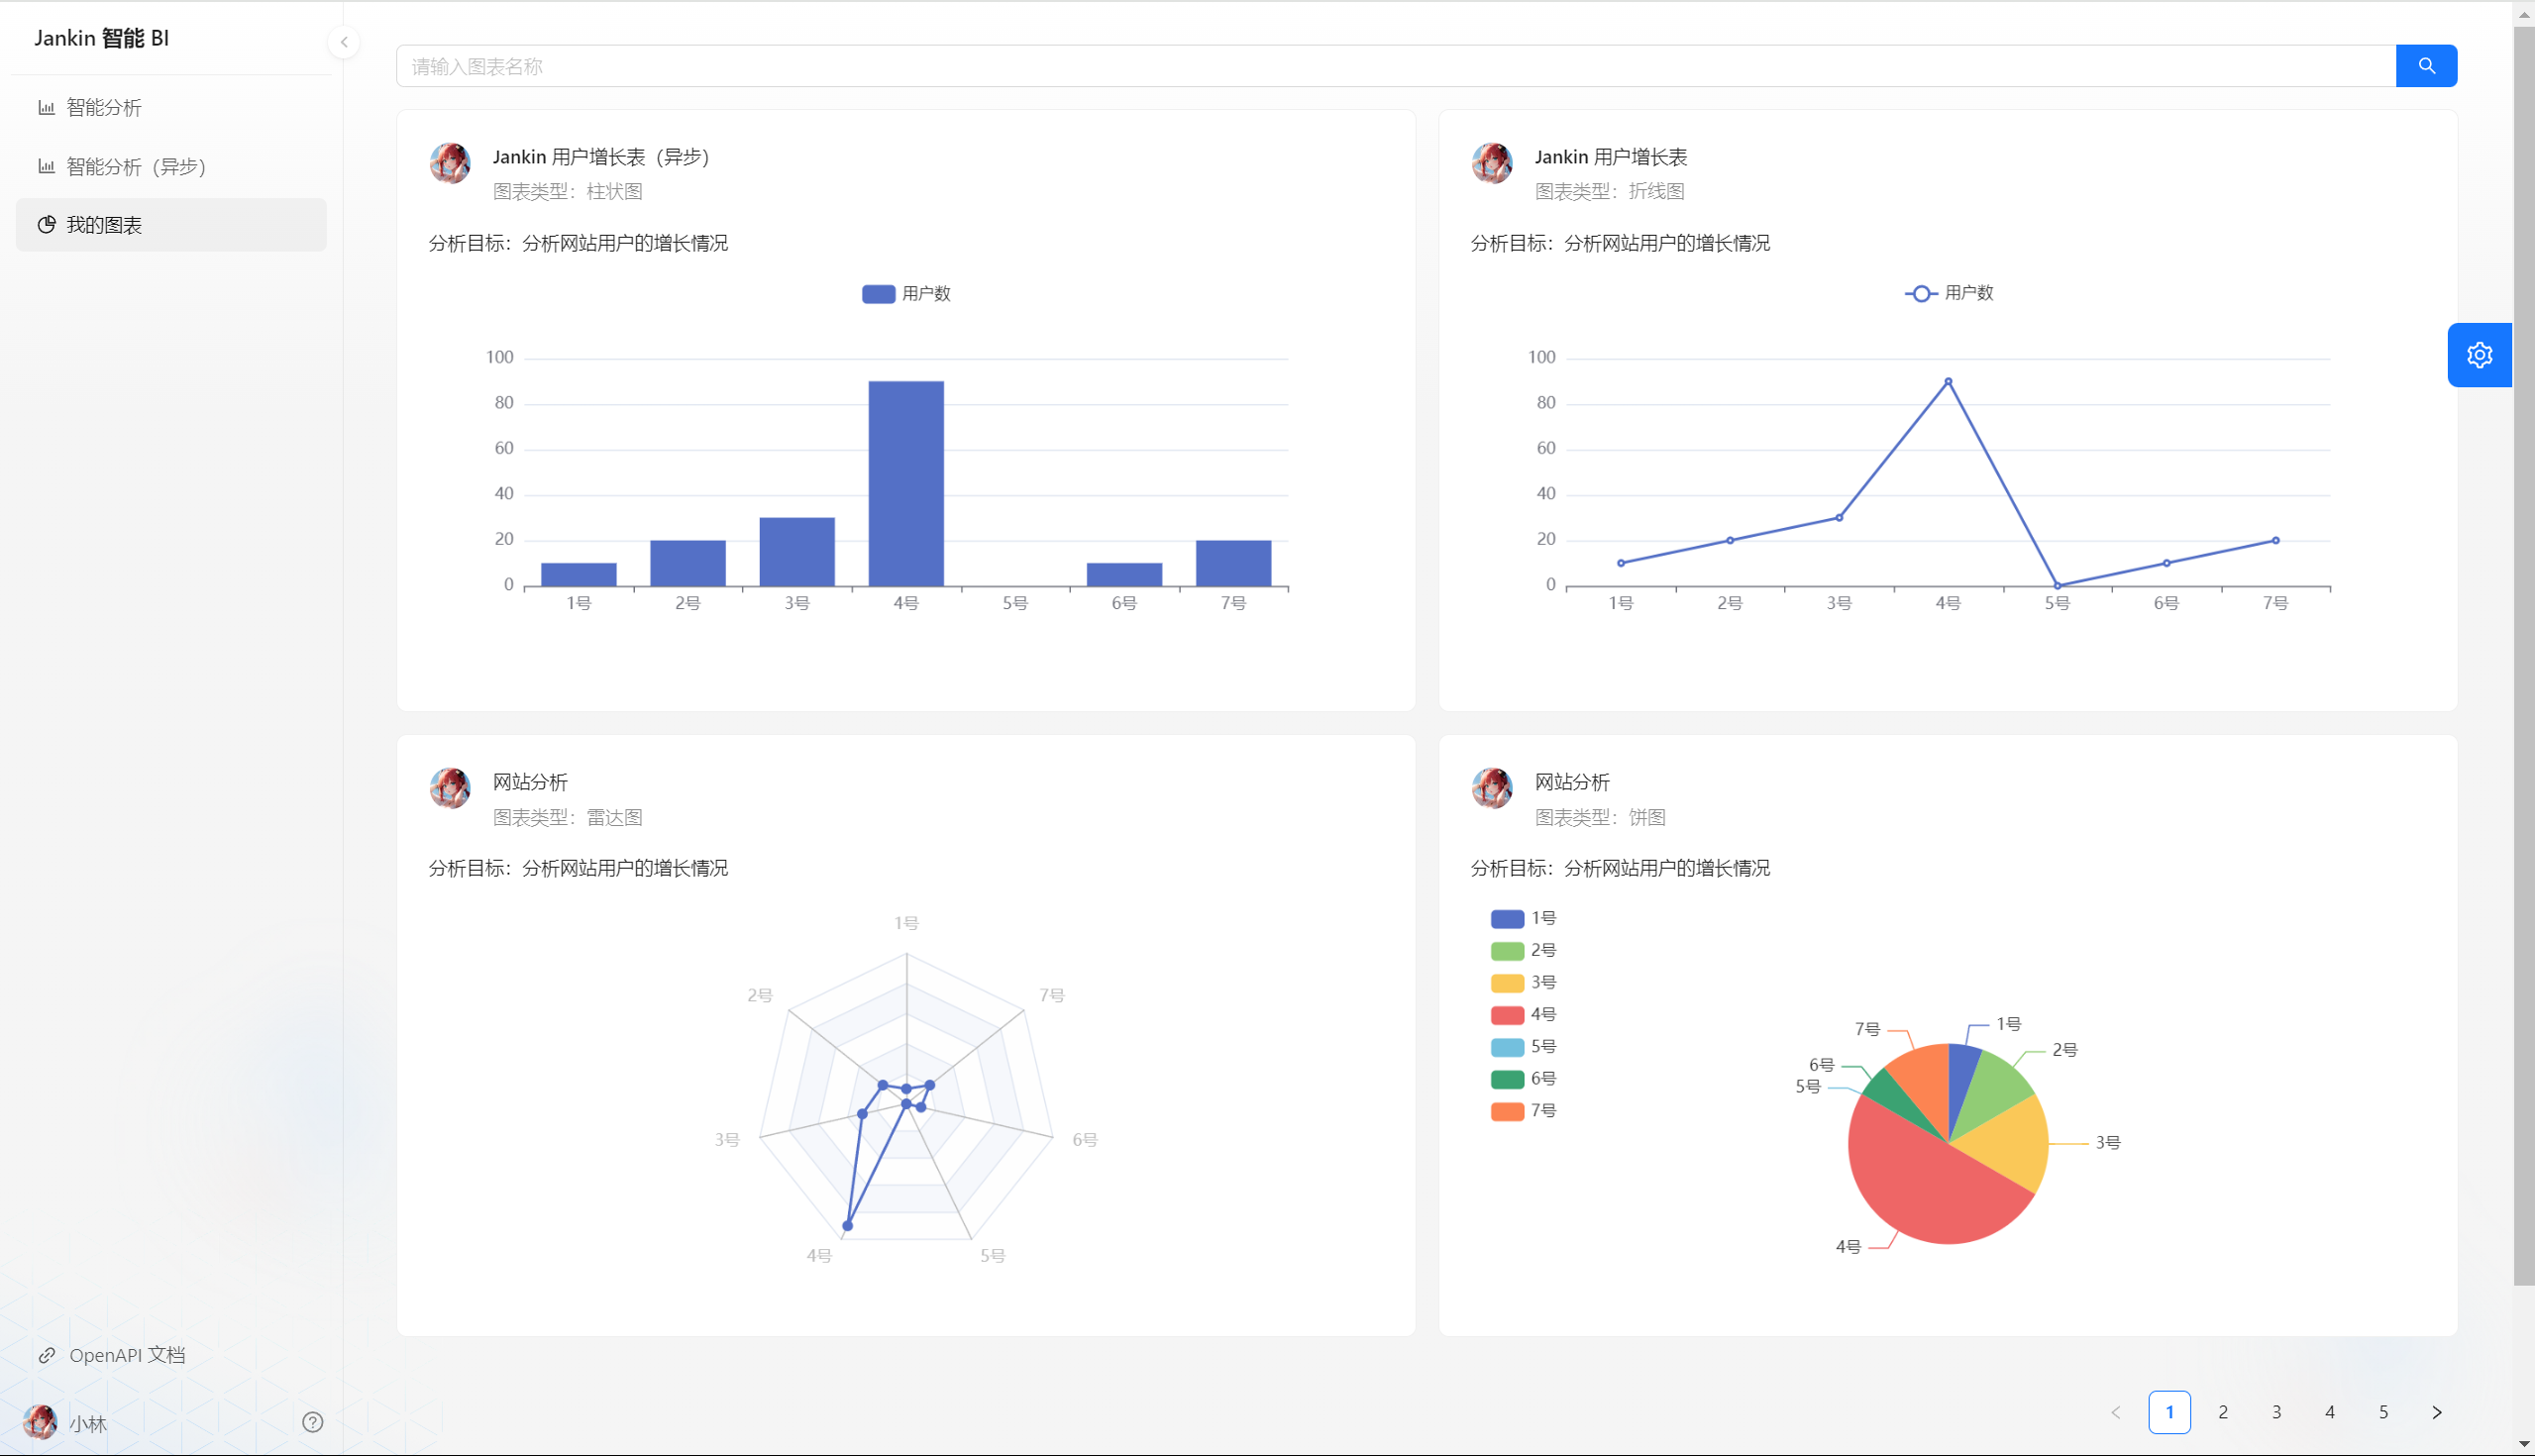 Jankin 智能 BI
智能分析
智能分析（异步）
我的图表
OpenAPI 文档
小林
请输入图表名称
Jankin 用户增长表（异步）
图表类型：柱状图
分析目标：分析网站用户的增长情况
用户数
100
80
60
40
20
0
1号 2号 3号 4号 5号 6号 7号
Jankin 用户增长表
图表类型：折线图
分析目标：分析网站用户的增长情况
用户数
100
80
60
40
20
0
1号 2号 3号 4号 5号 6号 7号
网站分析
图表类型：雷达图
分析目标：分析网站用户的增长情况
1号
2号 7号
3号 6号
4号 5号
网站分析
图表类型：饼图
分析目标：分析网站用户的增长情况
1号
2号
3号
4号
5号
6号
7号
7号 1号
2号
6号
5号
3号
4号
1 2 3 4 5